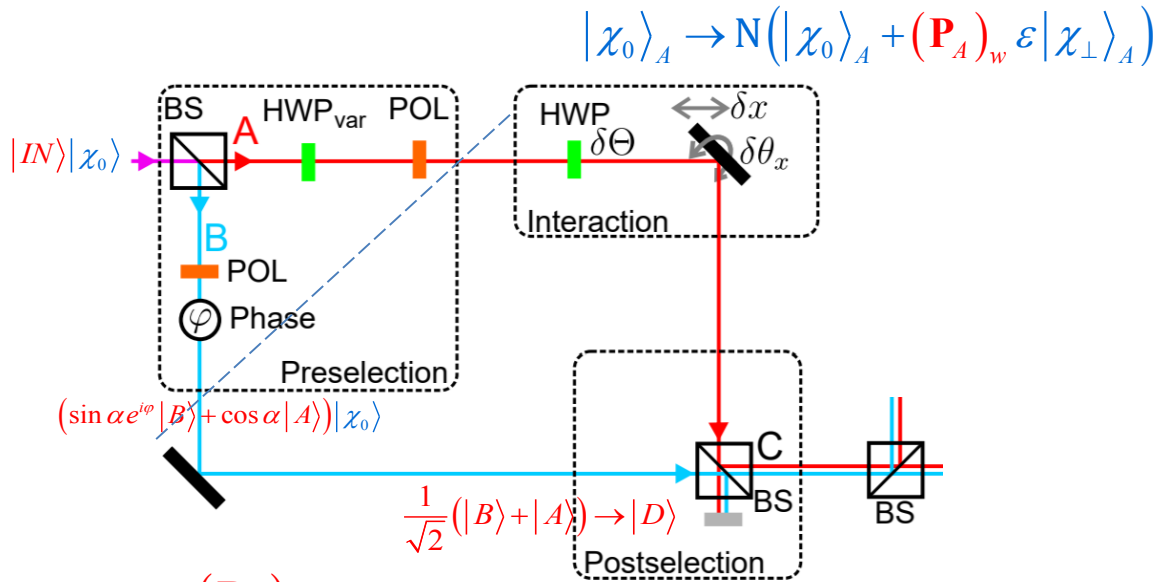 |χ₀⟩_A → N(|χ₀⟩_A + (P_A)_w ε|χ_⊥⟩_A)
BS
A
HWP_var
POL
HWP
δΘ
δx
δθ_x
|IN⟩|χ₀⟩
Interaction
B
POL
φ Phase
Preselection
(sin α e^{iφ}|B⟩ + cos α|A⟩)|χ₀⟩
C
BS
BS
1/√2 (|B⟩ + |A⟩) → |D⟩
Postselection